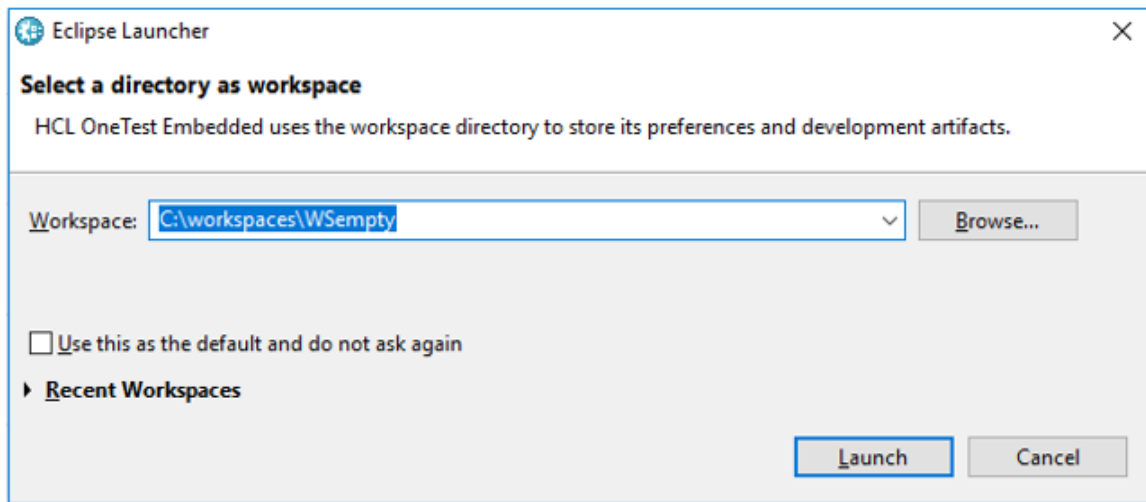 Eclipse Launcher
Select a directory as workspace
HCL OneTest Embedded uses the workspace directory to store its preferences and development artifacts.
Workspace: C:\workspaces\WSempty Browse...
Use this as the default and do not ask again
Recent Workspaces
Launch Cancel